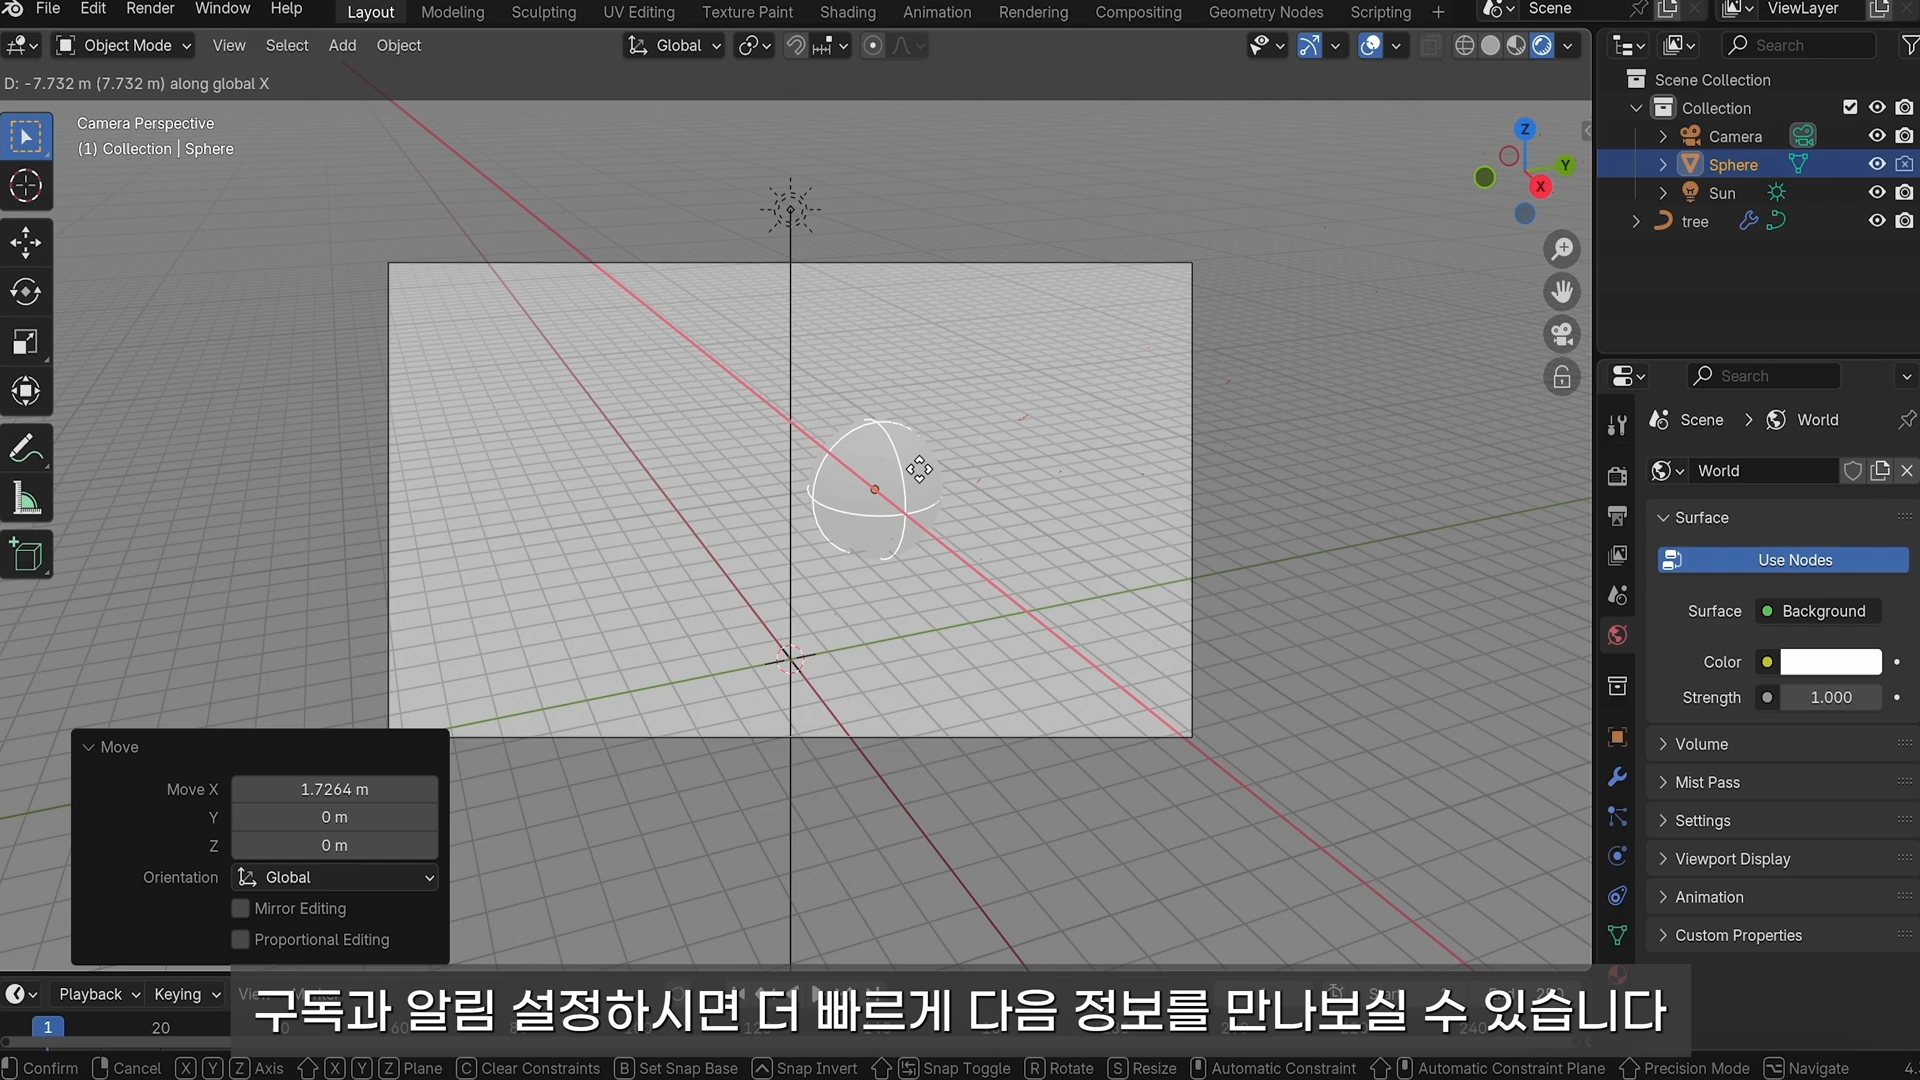 File Edit Render Window Help Layout Modeling Sculpting UV Editing Texture Paint Shading Animation Rendering Compositing Geometry Nodes Scripting + Scene ViewLayer
Object Mode View Select Add Object Global Search
D: -7.732 m (7.732 m) along global X
Camera Perspective
(1) Collection | Sphere
Z
Y
X
Scene Collection
Collection
Camera
Sphere
Sun
tree
Search
Scene > World
World
Surface
Use Nodes
Surface Background
Color
Strength 1.000
Volume
Mist Pass
Settings
Viewport Display
Animation
Custom Properties
Move
Move X 1.7264 m
Y 0 m
Z 0 m
Orientation Global
Mirror Editing
Proportional Editing
Playback Keying
1 20
구독과 알림 설정하시면 더 빠르게 다음 정보를 만나보실 수 있습니다
Confirm Cancel X Y Z Axis X Y Z Plane C Clear Constraints B Set Snap Base Snap Invert Snap Toggle R Rotate S Resize Automatic Constraint Automatic Constraint Plane Precision Mode Navigate 4.